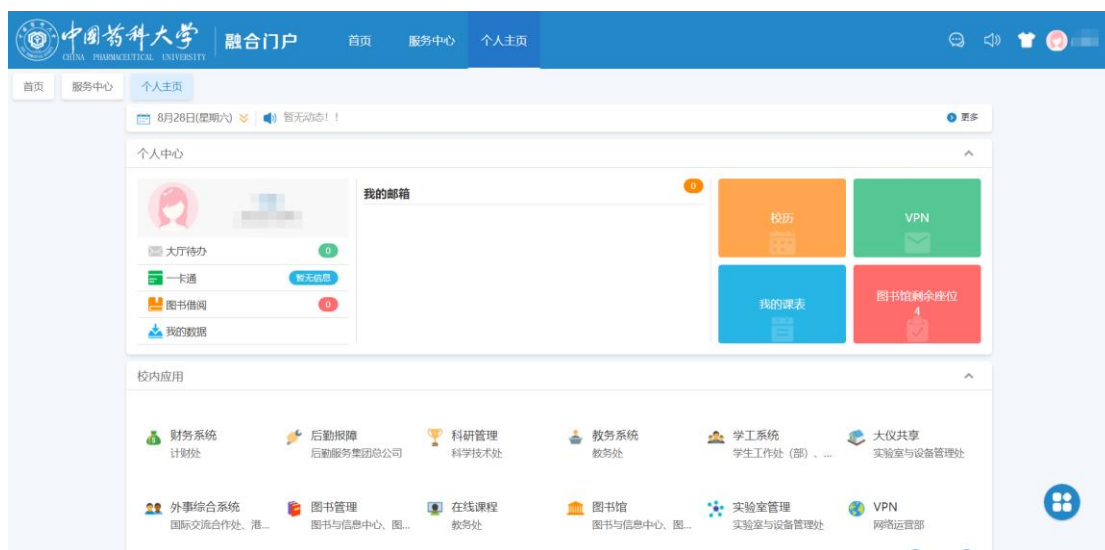 中国药科大学 融合门户 首页 服务中心 个人主页
CHINA PHARMACEUTICAL UNIVERSITY
首页 服务中心 个人主页
8月28日(星期六) 暂无动态!! 更多
个人中心
我的邮箱 0
校历 VPN
大厅待办 0
一卡通 暂无信息
图书借阅 0
我的数据
我的课表 图书馆剩余座位
4
校内应用
财务系统 后勤报障 科研管理 教务系统 学工系统 大仪共享
计财处 后勤服务集团总公司 科学技术处 教务处 学生工作处(部)、... 实验室与设备管理处
外事综合系统 图书管理 在线课程 图书馆 实验室管理 VPN
国际交流合作处、港... 图书与信息中心、图... 教务处 图书与信息中心、图... 实验室与设备管理处 网络运营部